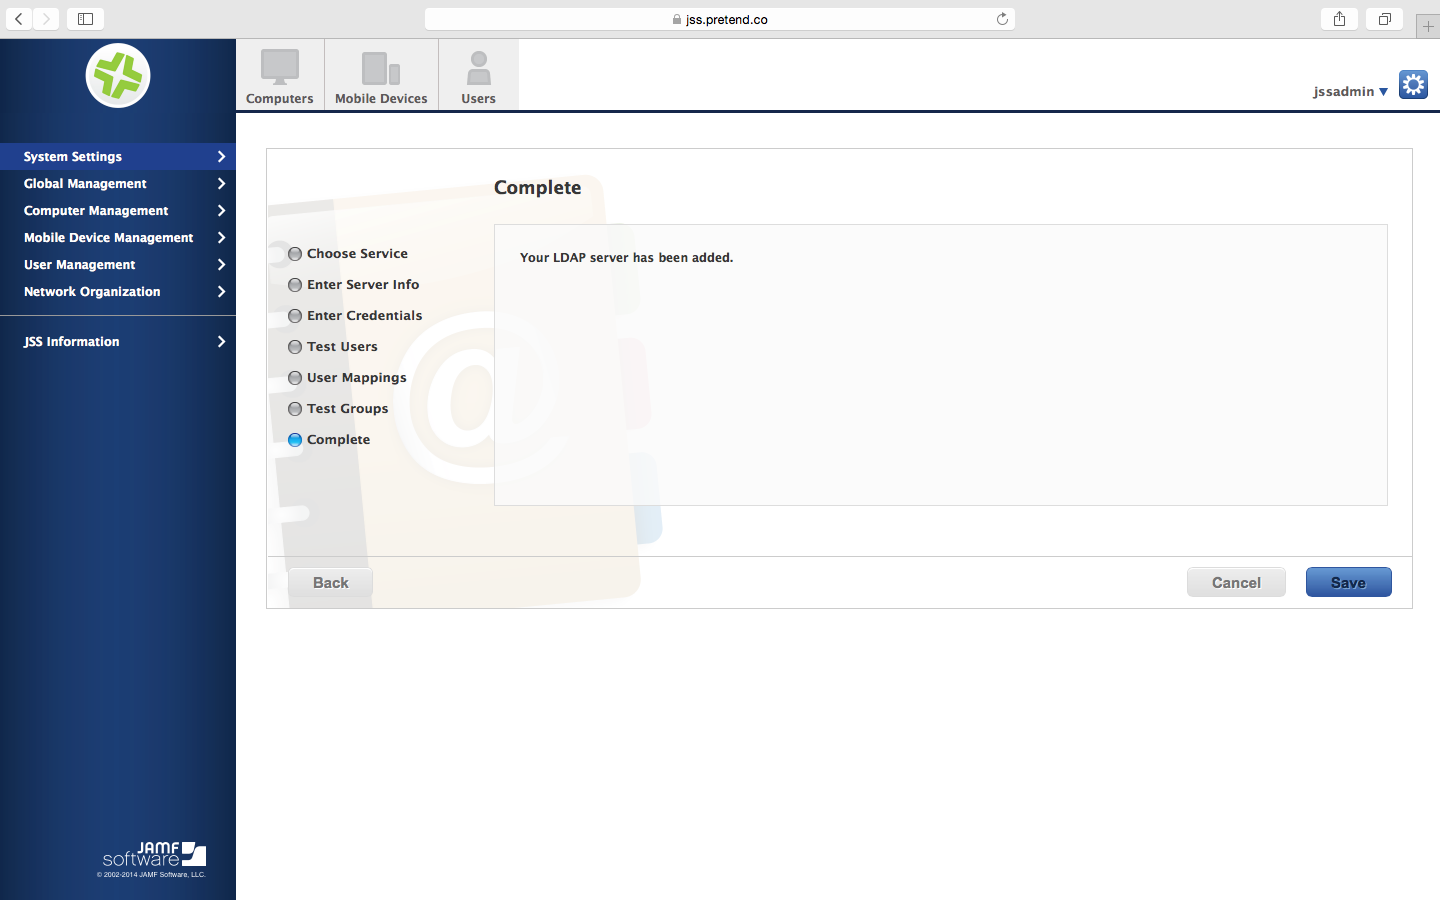 jss.pretend.co
Computers
Mobile Devices
Users
jssadmin
System Settings
Global Management
Computer Management
Mobile Device Management
User Management
Network Organization
JSS Information
Complete
Choose Service
Enter Server Info
Enter Credentials
Test Users
User Mappings
Test Groups
Complete
Your LDAP server has been added.
Back
Cancel
Save
JAMF
software
© 2002-2014 JAMF Software, LLC.